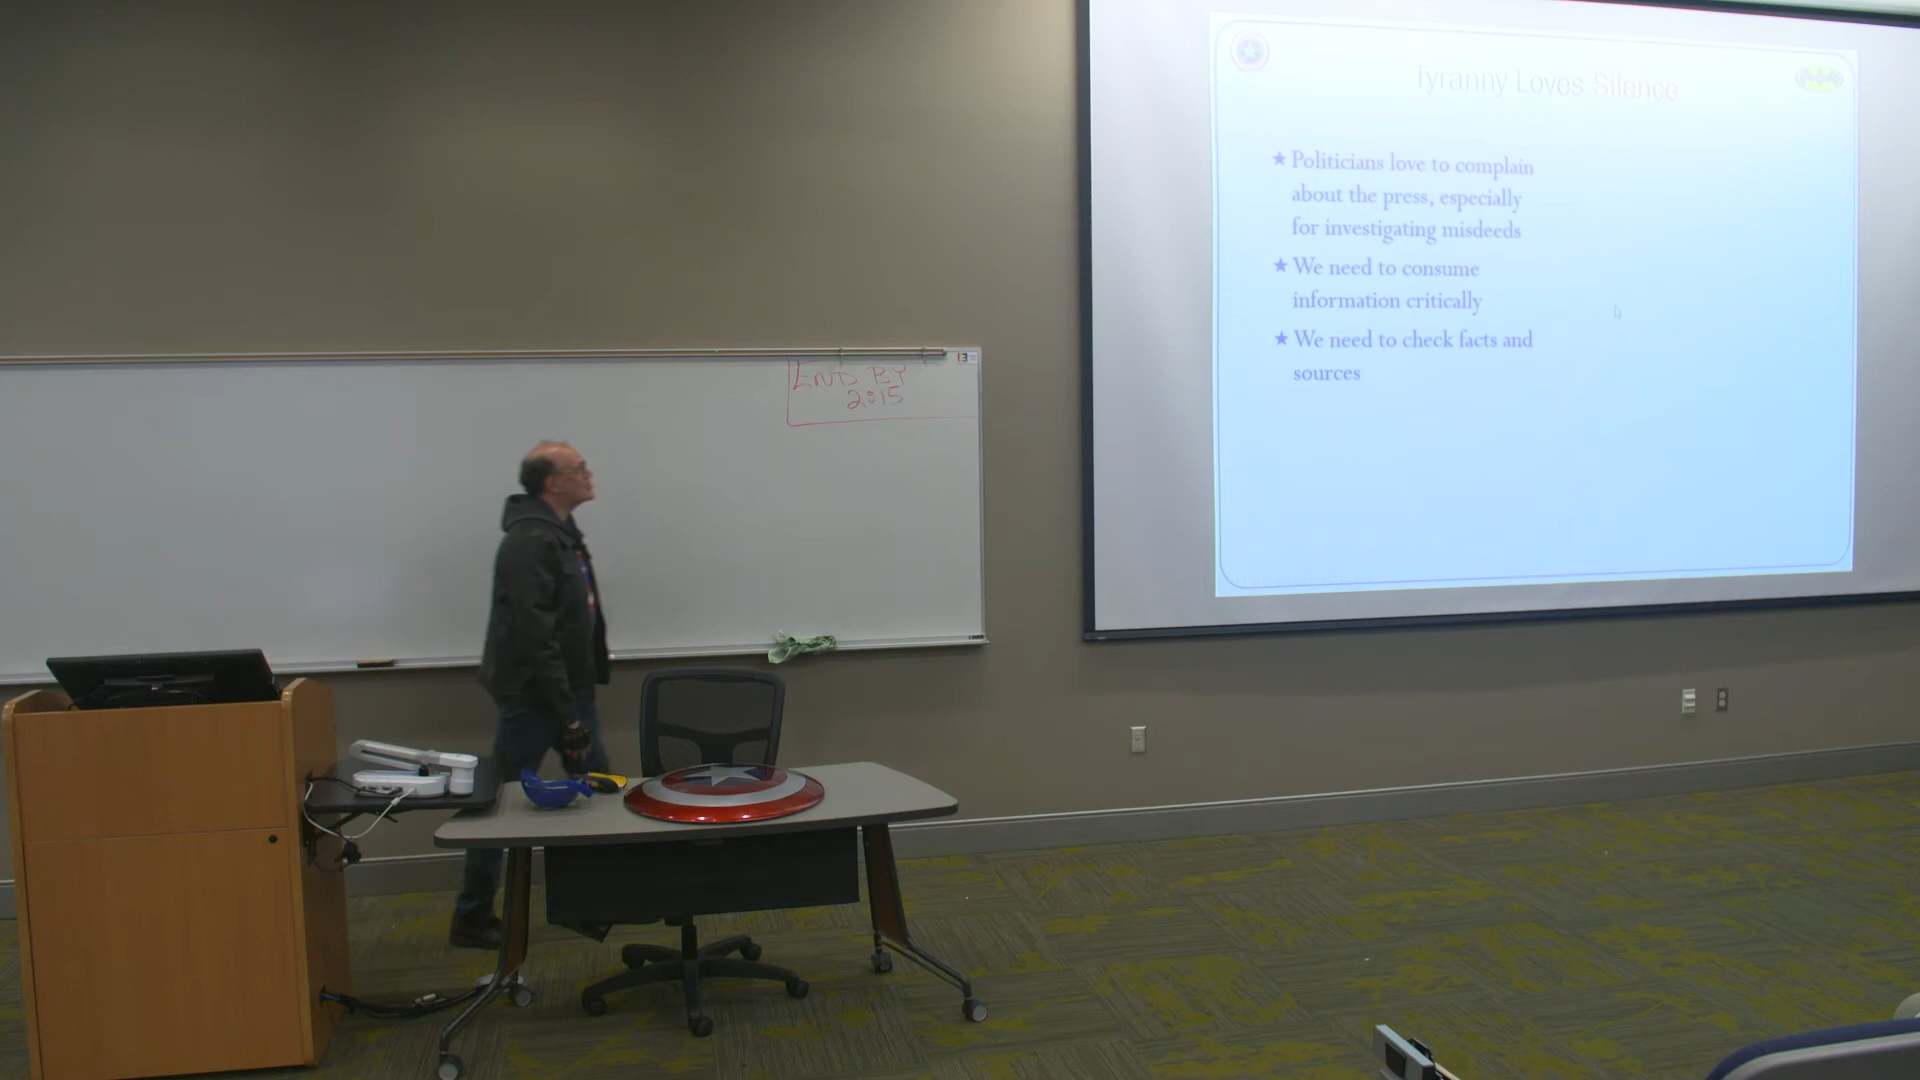 END BY
2:15
Tyranny Loves Silence
★ Politicians love to complain
about the press, especially
for investigating misdeeds
★ We need to consume
information critically
★ We need to check facts and
sources